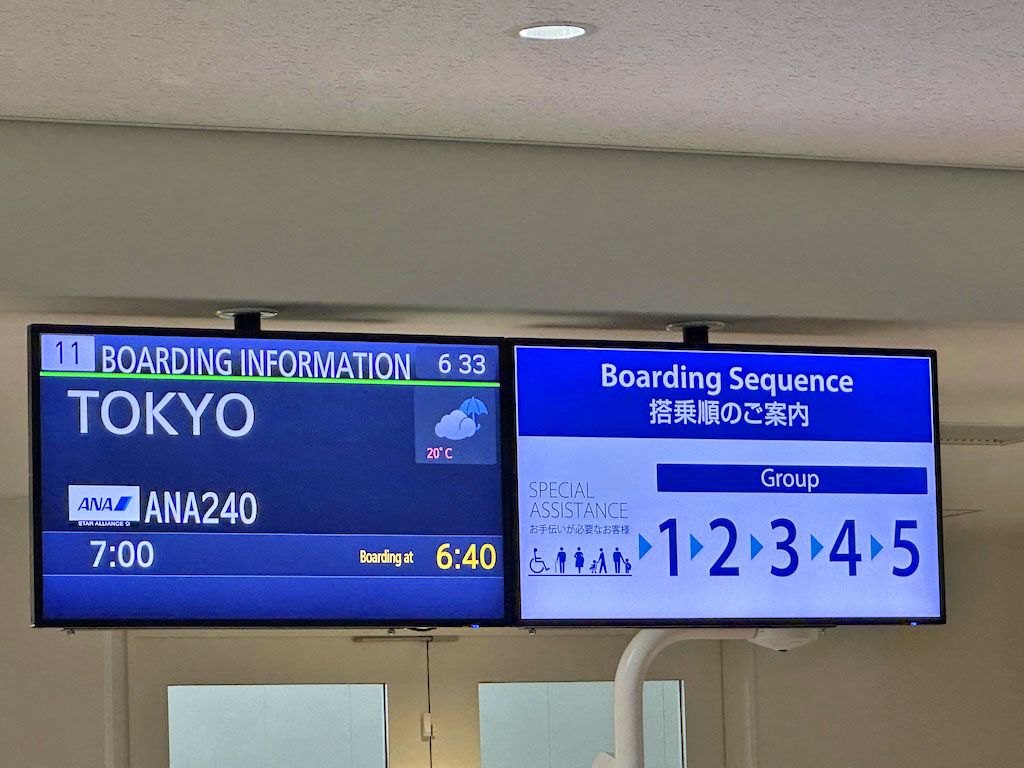 11 BOARDING INFORMATION 6 33
TOKYO
20°C
ANA
STAR ALLIANCE
ANA240
7:00 Boarding at 6:40
Boarding Sequence
搭乗順のご案内
Group
SPECIAL
ASSISTANCE
お手伝いが必要なお客様
1 2 3 4 5